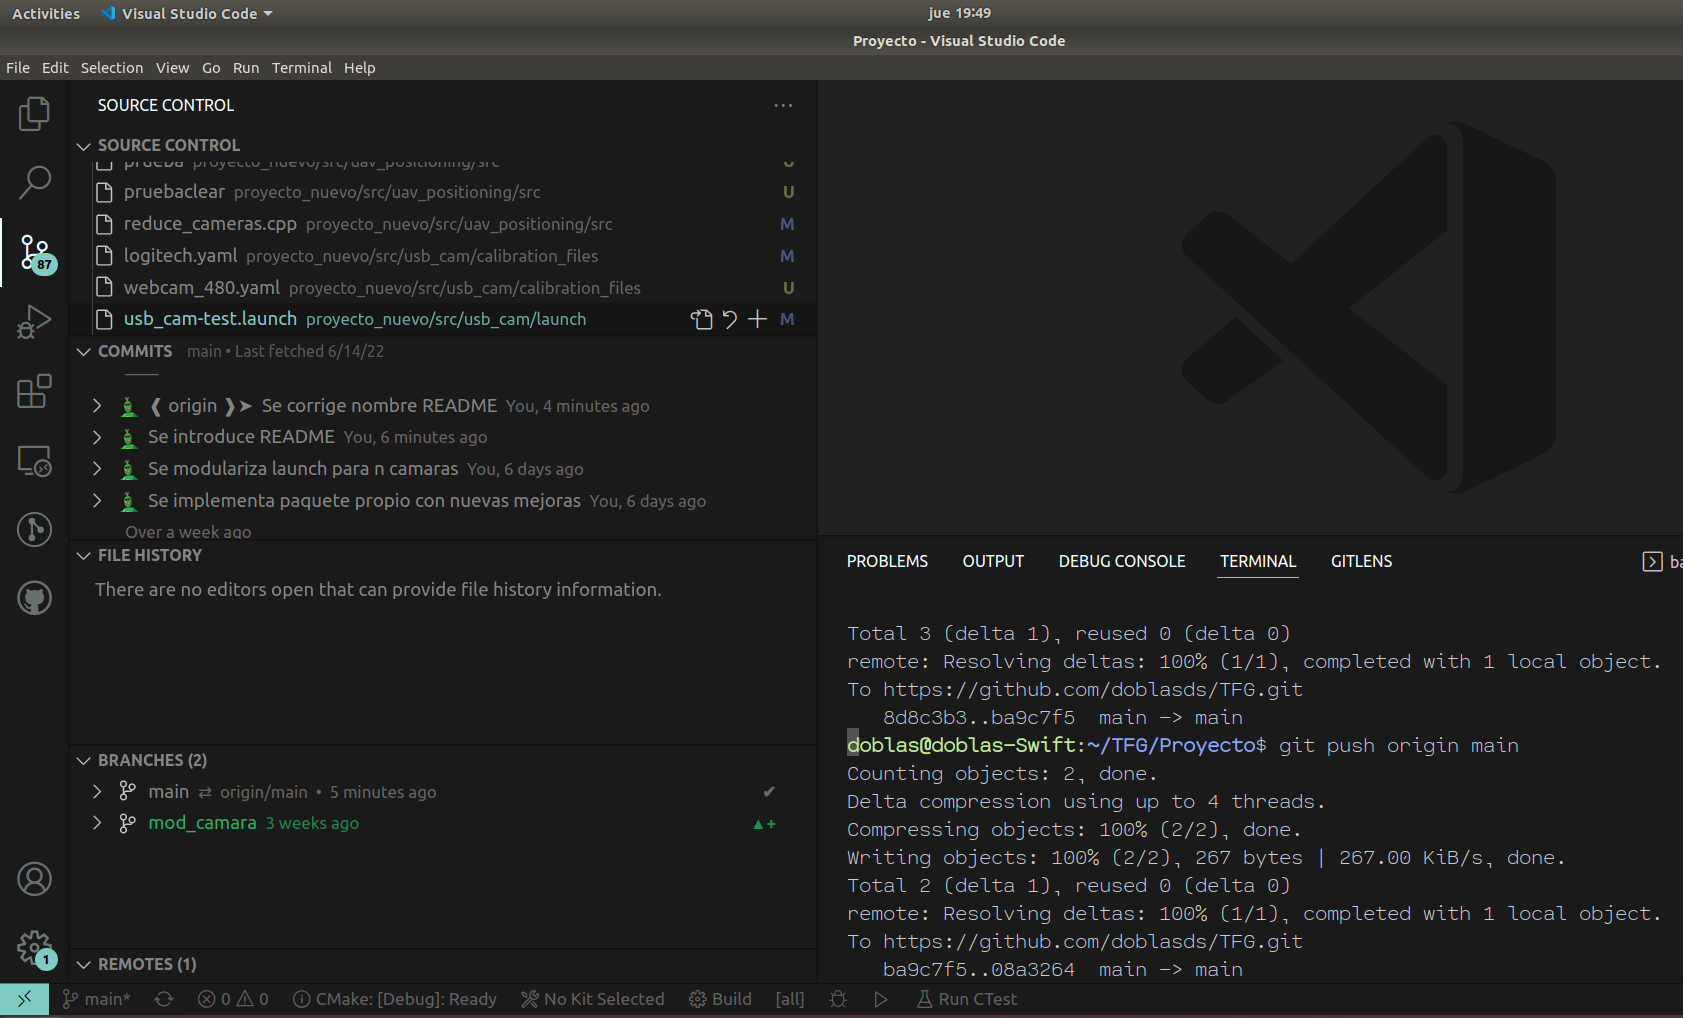 Activities Visual Studio Code jue 19:49
Proyecto - Visual Studio Code
File Edit Selection View Go Run Terminal Help
SOURCE CONTROL
SOURCE CONTROL
prueba proyecto_nuevo/src/uav_positioning/src U
pruebaclear proyecto_nuevo/src/uav_positioning/src U
reduce_cameras.cpp proyecto_nuevo/src/uav_positioning/src M
logitech.yaml proyecto_nuevo/src/usb_cam/calibration_files M
webcam_480.yaml proyecto_nuevo/src/usb_cam/calibration_files U
usb_cam-test.launch proyecto_nuevo/src/usb_cam/launch M
87
COMMITS main • Last fetched 6/14/22
❰ origin ❱➤ Se corrige nombre README You, 4 minutes ago
Se introduce README You, 6 minutes ago
Se modulariza launch para n camaras You, 6 days ago
Se implementa paquete propio con nuevas mejoras You, 6 days ago
Over a week ago
FILE HISTORY
There are no editors open that can provide file history information.
BRANCHES (2)
main ⇄ origin/main • 5 minutes ago ✔
mod_camara 3 weeks ago ▲+
REMOTES (1)
1
PROBLEMS OUTPUT DEBUG CONSOLE TERMINAL GITLENS ba
Total 3 (delta 1), reused 0 (delta 0)
remote: Resolving deltas: 100% (1/1), completed with 1 local object.
To https://github.com/doblasds/TFG.git
8d8c3b3..ba9c7f5 main -> main
doblas@doblas-Swift:~/TFG/Proyecto$ git push origin main
Counting objects: 2, done.
Delta compression using up to 4 threads.
Compressing objects: 100% (2/2), done.
Writing objects: 100% (2/2), 267 bytes | 267.00 KiB/s, done.
Total 2 (delta 1), reused 0 (delta 0)
remote: Resolving deltas: 100% (1/1), completed with 1 local object.
To https://github.com/doblasds/TFG.git
ba9c7f5..08a3264 main -> main
main* 0 0 CMake: [Debug]: Ready No Kit Selected Build [all] Run CTest